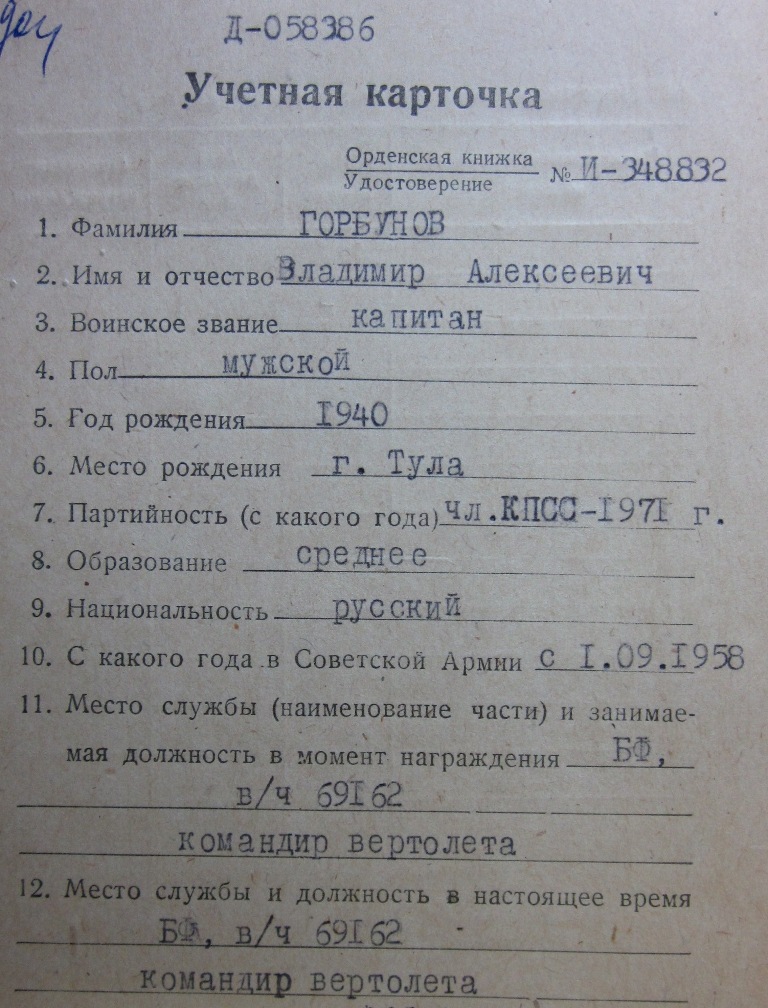 Д-058386
Учетная карточка
Орденская книжка
Удостоверение № И-348832
1. Фамилия ГОРБУНОВ
2. Имя и отчество Владимир Алексеевич
3. Воинское звание капитан
4. Пол мужской
5. Год рождения I940
6. Место рождения г. Тула
7. Партийность (с какого года) чл.КПСС-I97I г.
8. Образование среднее
9. Национальность русский
10. С какого года в Советской Армии с I.09.I958
11. Место службы (наименование части) и занимае-
мая должность в момент награждения БФ,
в/ч 69I62
командир вертолета
12. Место службы и должность в настоящее время
БФ, в/ч 69I62
командир вертолета